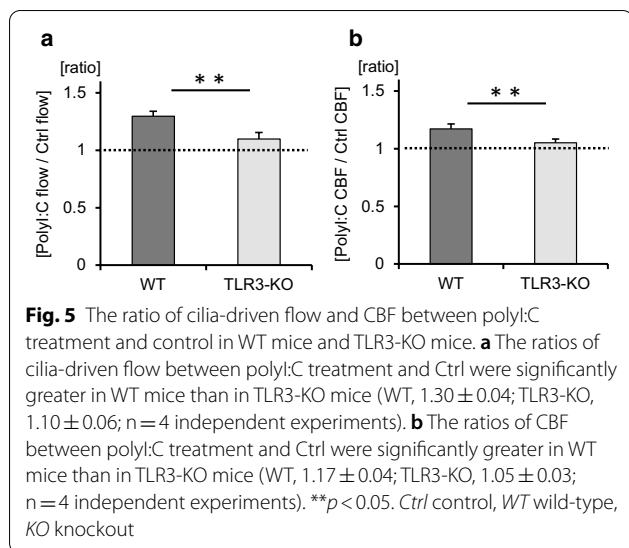 a
[ratio]
1.5
1
0.5
0
[PolyI:C flow / Ctrl flow]
* *
WT TLR3-KO
b
[ratio]
1.5
1
0.5
0
[PolyI:C CBF / Ctrl CBF]
* *
WT TLR3-KO
Fig. 5 The ratio of cilia-driven flow and CBF between polyI:C
treatment and control in WT mice and TLR3-KO mice. a The ratios of
cilia-driven flow between polyI:C treatment and Ctrl were significantly
greater in WT mice than in TLR3-KO mice (WT, 1.30 ± 0.04; TLR3-KO,
1.10 ± 0.06; n = 4 independent experiments). b The ratios of CBF
between polyI:C treatment and Ctrl were significantly greater in WT
mice than in TLR3-KO mice (WT, 1.17 ± 0.04; TLR3-KO, 1.05 ± 0.03;
n = 4 independent experiments). **p < 0.05. Ctrl control, WT wild-type,
KO knockout